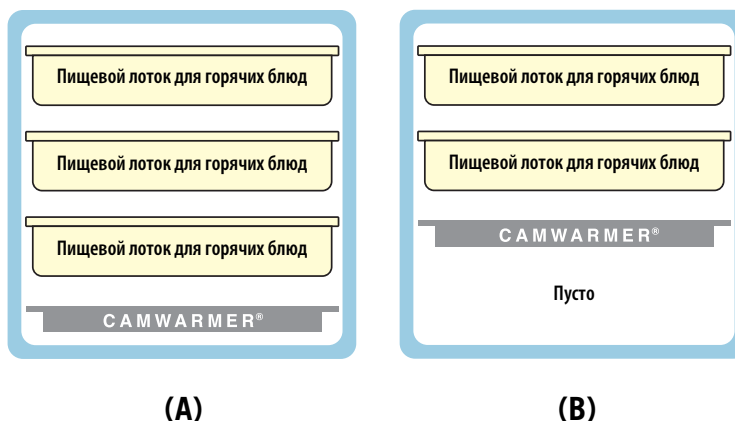 Пищевой лоток для горячих блюд
Пищевой лоток для горячих блюд
Пищевой лоток для горячих блюд
CAMWARMER®
(A)
Пищевой лоток для горячих блюд
Пищевой лоток для горячих блюд
CAMWARMER®
Пусто
(B)